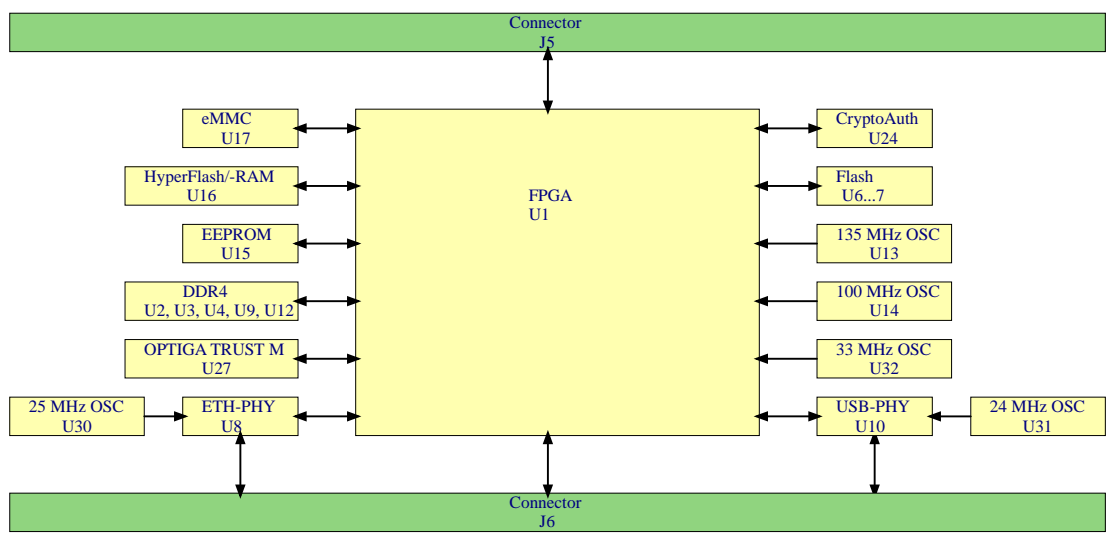 Connector
J5
eMMC
U17
HyperFlash/-RAM
U16
EEPROM
U15
DDR4
U2, U3, U4, U9, U12
OPTIGA TRUST M
U27
25 MHz OSC
U30
ETH-PHY
U8
FPGA
U1
CryptoAuth
U24
Flash
U6...7
135 MHz OSC
U13
100 MHz OSC
U14
33 MHz OSC
U32
USB-PHY
U10
24 MHz OSC
U31
Connector
J6